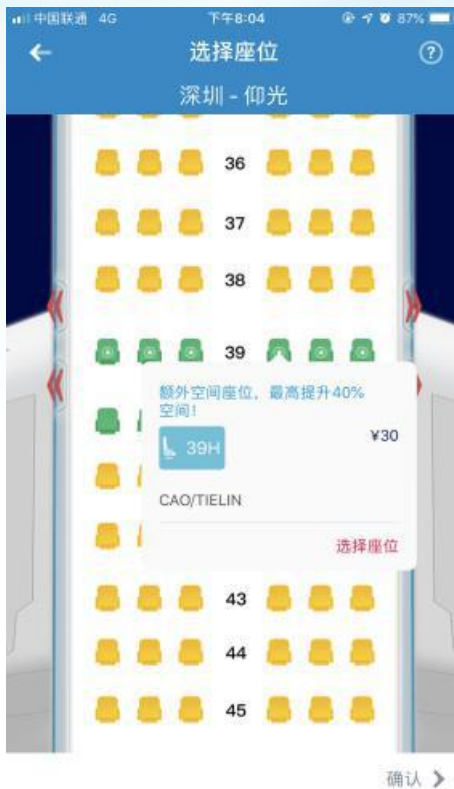 中国联通 4G 下午8:04 87%
选择座位
深圳 - 仰光
36
37
38
39
额外空间座位，最高提升40%
空间！
39H ¥30
CAO/TIELIN
选择座位
43
44
45
确认